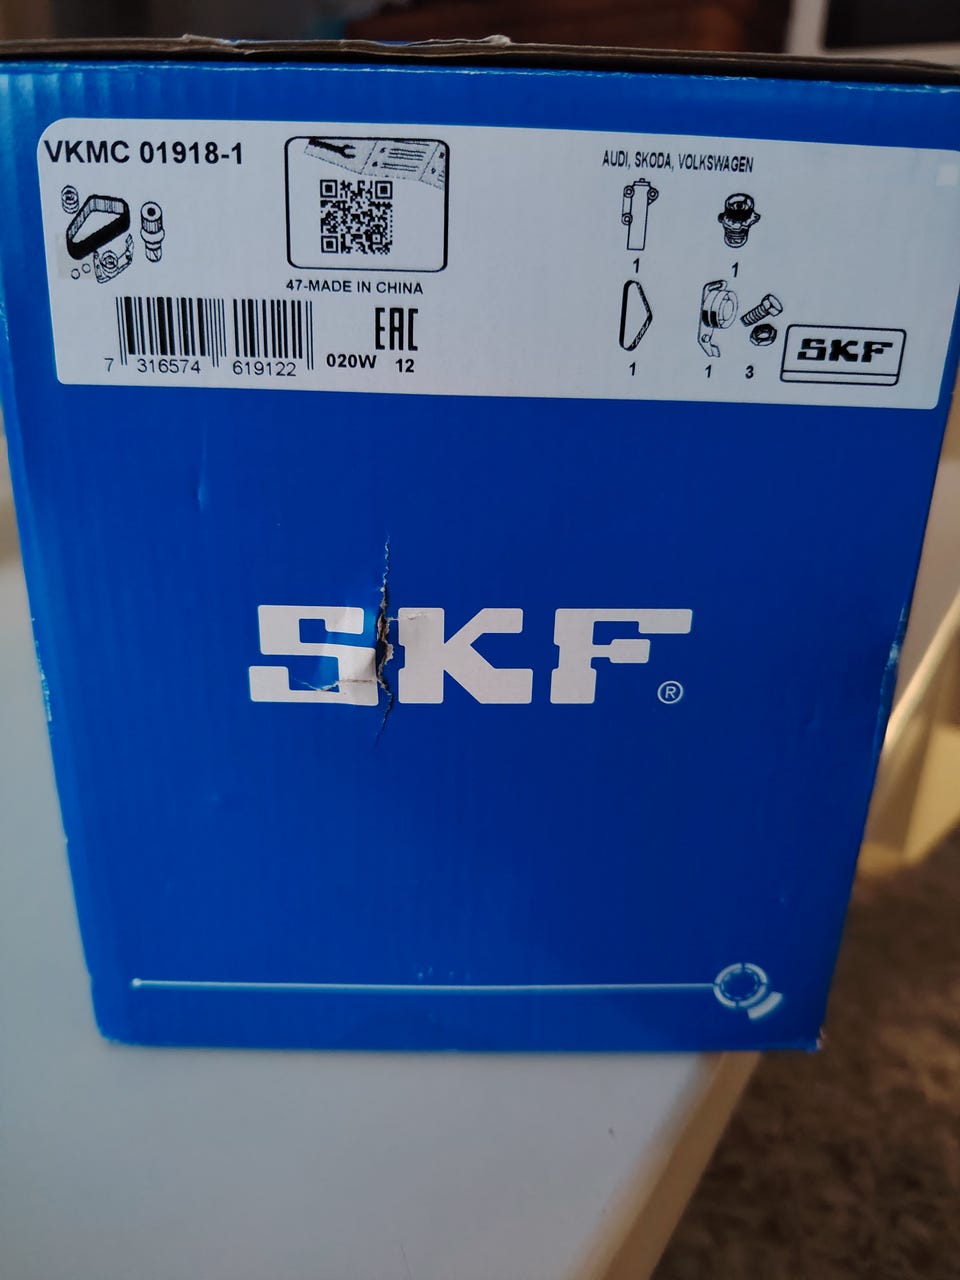 VKMC 01918-1
47-MADE IN CHINA
7 316574 619122
EAC
020W 12
AUDI, SKODA, VOLKSWAGEN
1 1
1 1 3
SKF
SKF ®